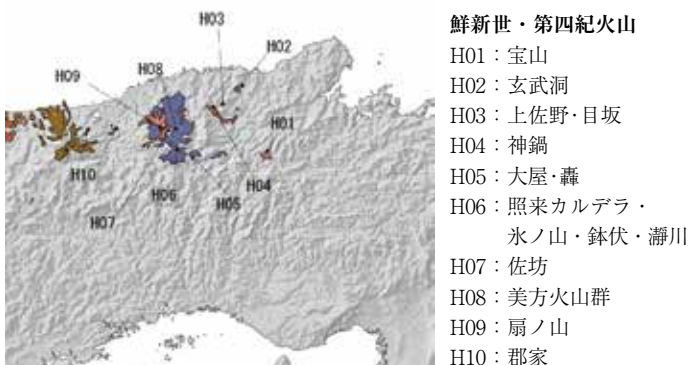 H03
H02
H09
H08
H01
H10
H04
H06
H05
H07
鮮新世・第四紀火山
H01：宝山
H02：玄武洞
H03：上佐野・目坂
H04：神鍋
H05：大屋・轟
H06：照来カルデラ・
氷ノ山・鉢伏・瀞川
H07：佐坊
H08：美方火山群
H09：扇ノ山
H10：郡家